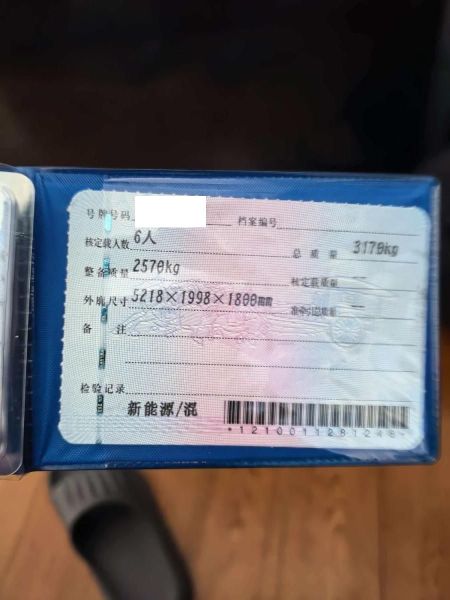 号牌号码
档案编号
核定载人数 6人
总质量 3170kg
整备质量 2570kg
核定载质量 —
外廓尺寸 5218×1998×1800mm
准牵引总质量 —
备注
检验记录
新能源/混
*1210011281248*